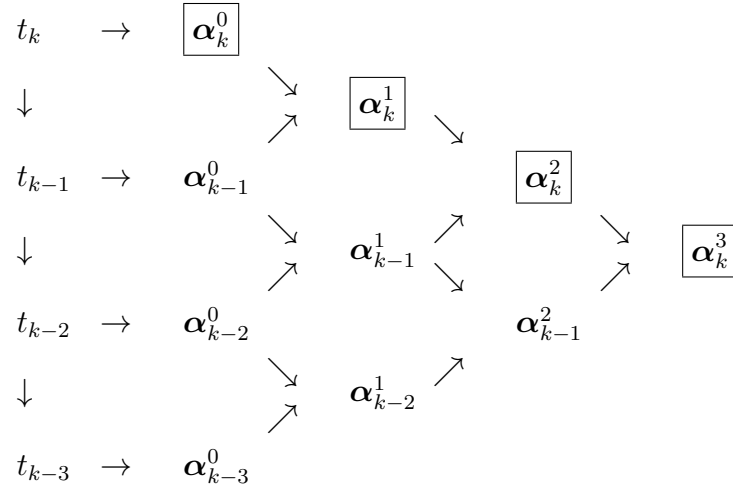 t_k → α_k^0
↘
↓ α_k^1
↗ ↘
t_{k−1} → α_{k−1}^0 α_k^2
↘ ↗ ↘
↓ α_{k−1}^1 α_k^3
↗ ↘ ↗
t_{k−2} → α_{k−2}^0 α_{k−1}^2
↘ ↗
↓ α_{k−2}^1
↗
t_{k−3} → α_{k−3}^0